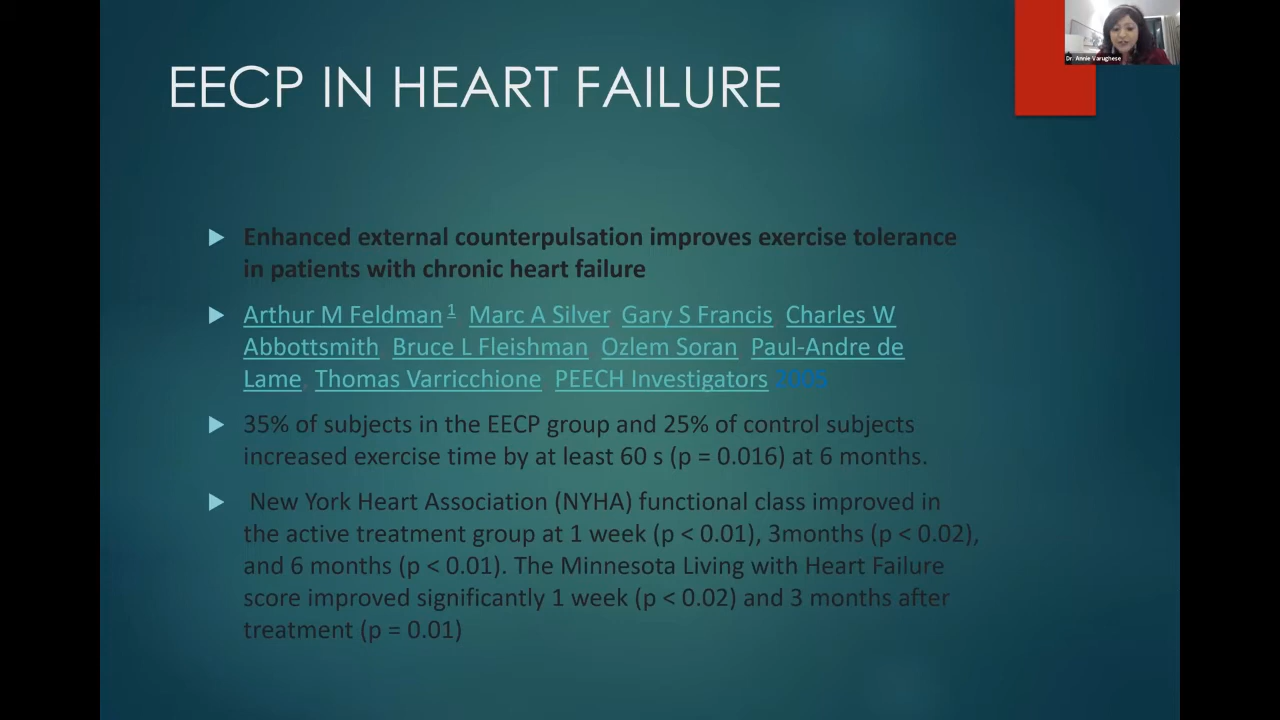 Dr. Annie Varughese
EECP IN HEART FAILURE
Enhanced external counterpulsation improves exercise tolerance
in patients with chronic heart failure
Arthur M Feldman 1 Marc A Silver Gary S Francis Charles W
Abbottsmith Bruce L Fleishman Ozlem Soran Paul-Andre de
Lame Thomas Varricchione PEECH Investigators 2005
35% of subjects in the EECP group and 25% of control subjects
increased exercise time by at least 60 s (p = 0.016) at 6 months.
New York Heart Association (NYHA) functional class improved in
the active treatment group at 1 week (p < 0.01), 3months (p < 0.02),
and 6 months (p < 0.01). The Minnesota Living with Heart Failure
score improved significantly 1 week (p < 0.02) and 3 months after
treatment (p = 0.01)